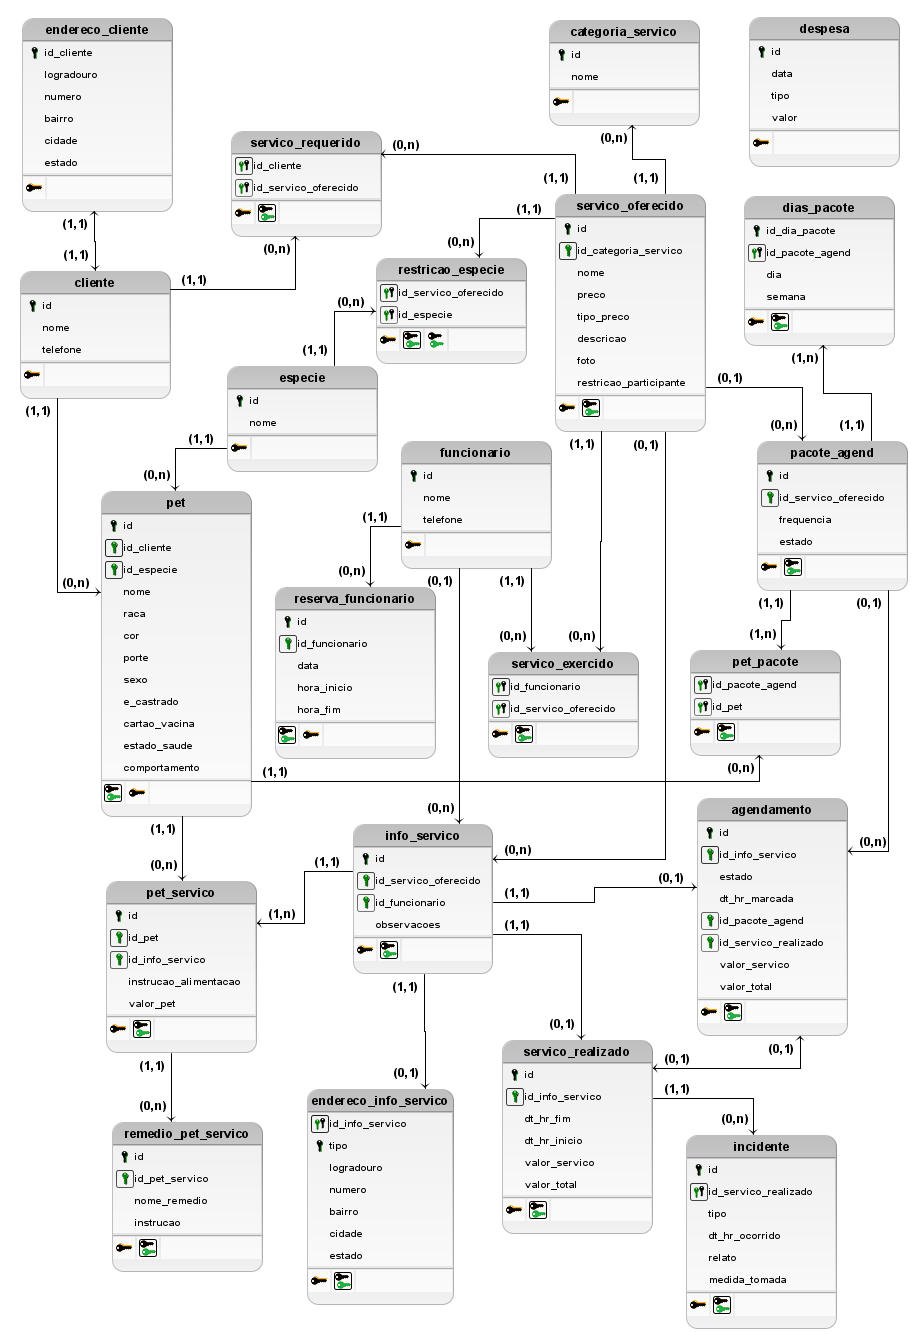 endereco_cliente
id_cliente
logradouro
numero
bairro
cidade
estado
(1,1)
(1,1)
cliente
id
nome
telefone
(1,1)
(1,1)
(0,n)
servico_requerido
id_cliente
id_servico_oferecido
(0,n)
(0,n)
categoria_servico
id
nome
(0,n)
(1,1)
(1,1)
despesa
id
data
tipo
valor
servico_oferecido
id
id_categoria_servico
nome
preco
tipo_preco
descricao
foto
restricao_participante
(1,1)
(0,n)
(0,1)
(0,n)
(1,1)
(0,1)
dias_pacote
id_dia_pacote
id_pacote_agend
dia
semana
(1,n)
(1,1)
restricao_especie
id_servico_oferecido
id_especie
(0,n)
(1,1)
especie
id
nome
(1,1)
(0,n)
pacote_agend
id
id_servico_oferecido
frequencia
estado
(1,1)
(0,1)
(1,n)
funcionario
id
nome
telefone
(1,1)
(0,n)
(0,1)
(1,1)
(0,n)
(0,n)
pet
id
id_cliente
id_especie
nome
raca
cor
porte
sexo
e_castrado
cartao_vacina
estado_saude
comportamento
(1,1)
(1,1)
(0,n)
reserva_funcionario
id
id_funcionario
data
hora_inicio
hora_fim
servico_exercido
id_funcionario
id_servico_oferecido
pet_pacote
id_pacote_agend
id_pet
(0,n)
(0,n)
info_servico
id
id_servico_oferecido
id_funcionario
observacoes
(0,n)
(1,1)
(1,n)
(1,1)
(0,1)
(1,1)
(0,1)
(1,1)
(0,1)
agendamento
id
id_info_servico
estado
dt_hr_marcada
id_pacote_agend
id_servico_realizado
valor_servico
valor_total
(0,n)
(0,1)
(0,1)
pet_servico
id
id_pet
id_info_servico
instrucao_alimentacao
valor_pet
(1,1)
(0,n)
remedio_pet_servico
id
id_pet_servico
nome_remedio
instrucao
endereco_info_servico
id_info_servico
tipo
logradouro
numero
bairro
cidade
estado
servico_realizado
id
id_info_servico
dt_hr_fim
dt_hr_inicio
valor_servico
valor_total
(1,1)
(0,n)
incidente
id
id_servico_realizado
tipo
dt_hr_ocorrido
relato
medida_tomada